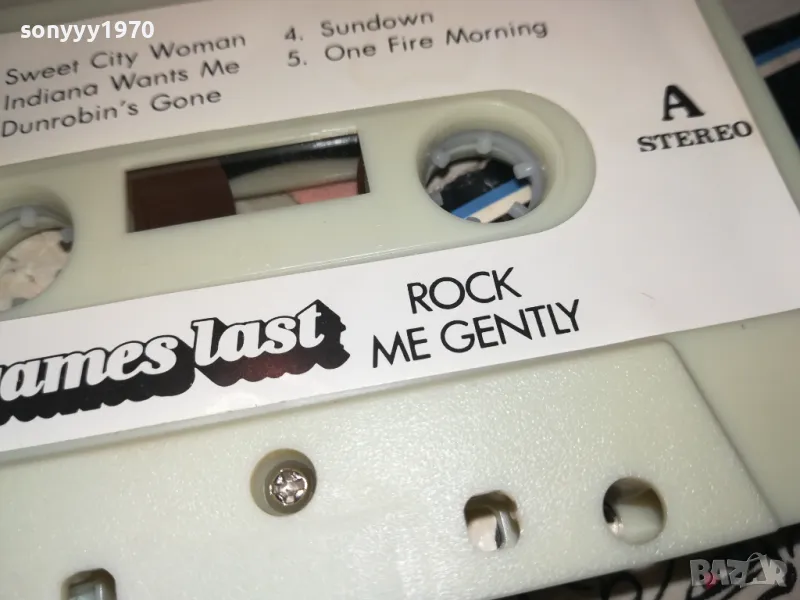 sonyyy1970
Sweet City Woman
Indiana Wants Me
Dunrobin's Gone
4. Sundown
5. One Fire Morning
A
STEREO
james last
ROCK
ME GENTLY
BAZAR